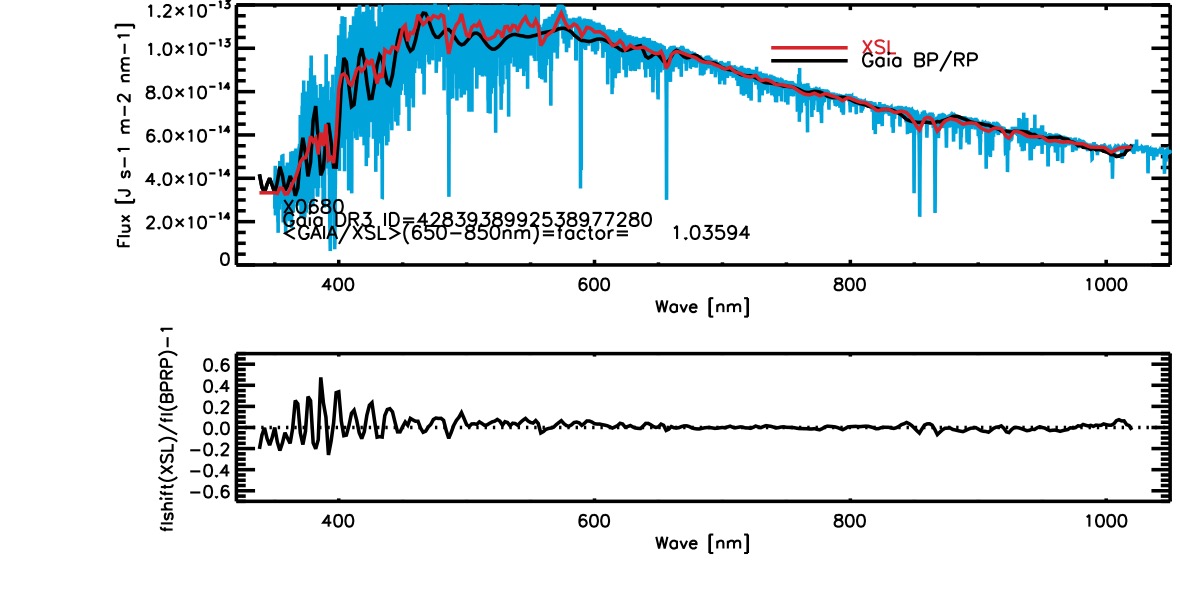 1.2×10−13
1.0×10−13
8.0×10−14
6.0×10−14
4.0×10−14
2.0×10−14
0
Flux [J s−1 m−2 nm−1]
XSL
Gaia BP/RP
X0680
Gaia DR3 ID=4283938992538977280
<GAIA/XSL>(650−850nm)=factor= 1.03594
400 600 800 1000
Wave [nm]
flshift(XSL)/fl(BPRP)−1
0.6
0.4
0.2
0.0
−0.2
−0.4
−0.6
400 600 800 1000
Wave [nm]